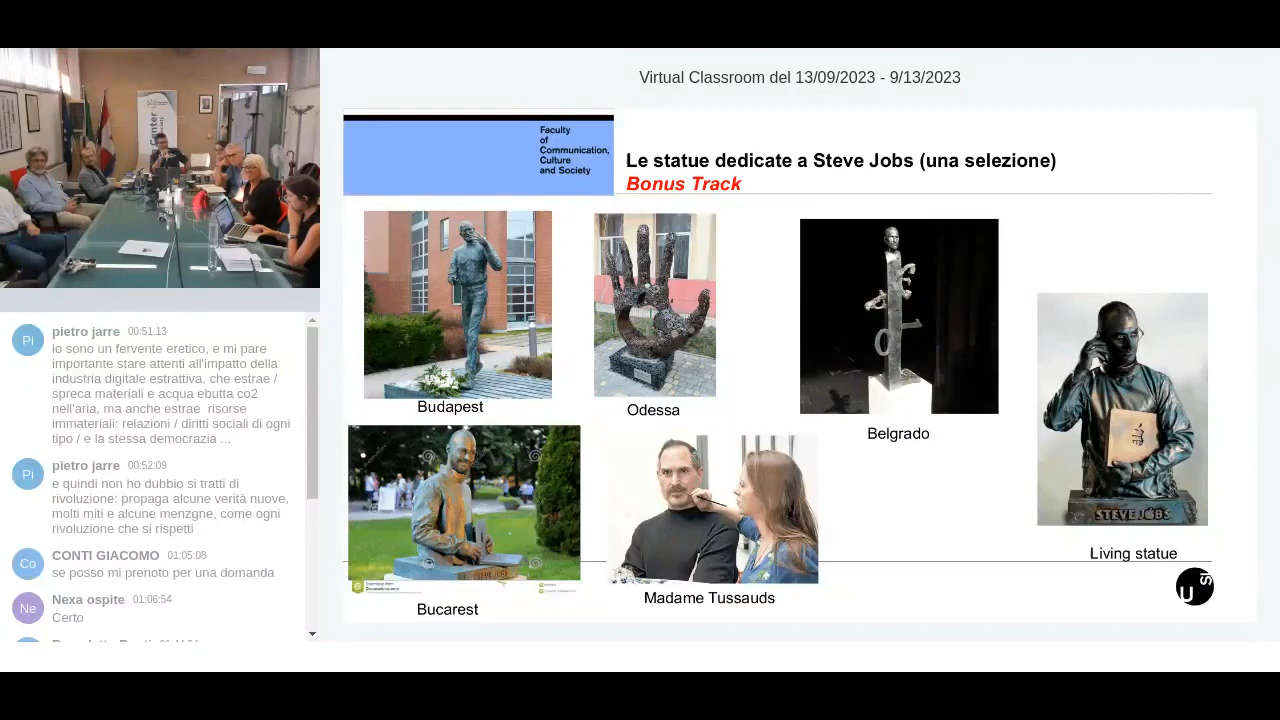 Virtual Classroom del 13/09/2023 - 9/13/2023
Center
pietro jarre 00:51:13
io sono un fervente eretico, e mi pare
importante stare attenti all'impatto della
industria digitale estrattiva, che estrae /
spreca materiali e acqua ebutta co2
nell'aria, ma anche estrae risorse
immateriali: relazioni / diritti sociali di ogni
tipo / e la stessa democrazia ...
Pi
pietro jarre 00:52:09
e quindi non ho dubbio si tratti di
rivoluzione: propaga alcune verità nuove,
molti miti e alcune menzgne, come ogni
rivoluzione che si rispetti
Pi
CONTI GIACOMO 01:05:08
se posso mi prenoto per una domanda
Co
Nexa ospite 01:06:54
Certo
Ne
Faculty
of
Communication,
Culture
and Society
Le statue dedicate a Steve Jobs (una selezione)
Bonus Track
Budapest
Odessa
Belgrado
STEVE JOBS
Living statue
Bucarest
Madame Tussauds
US